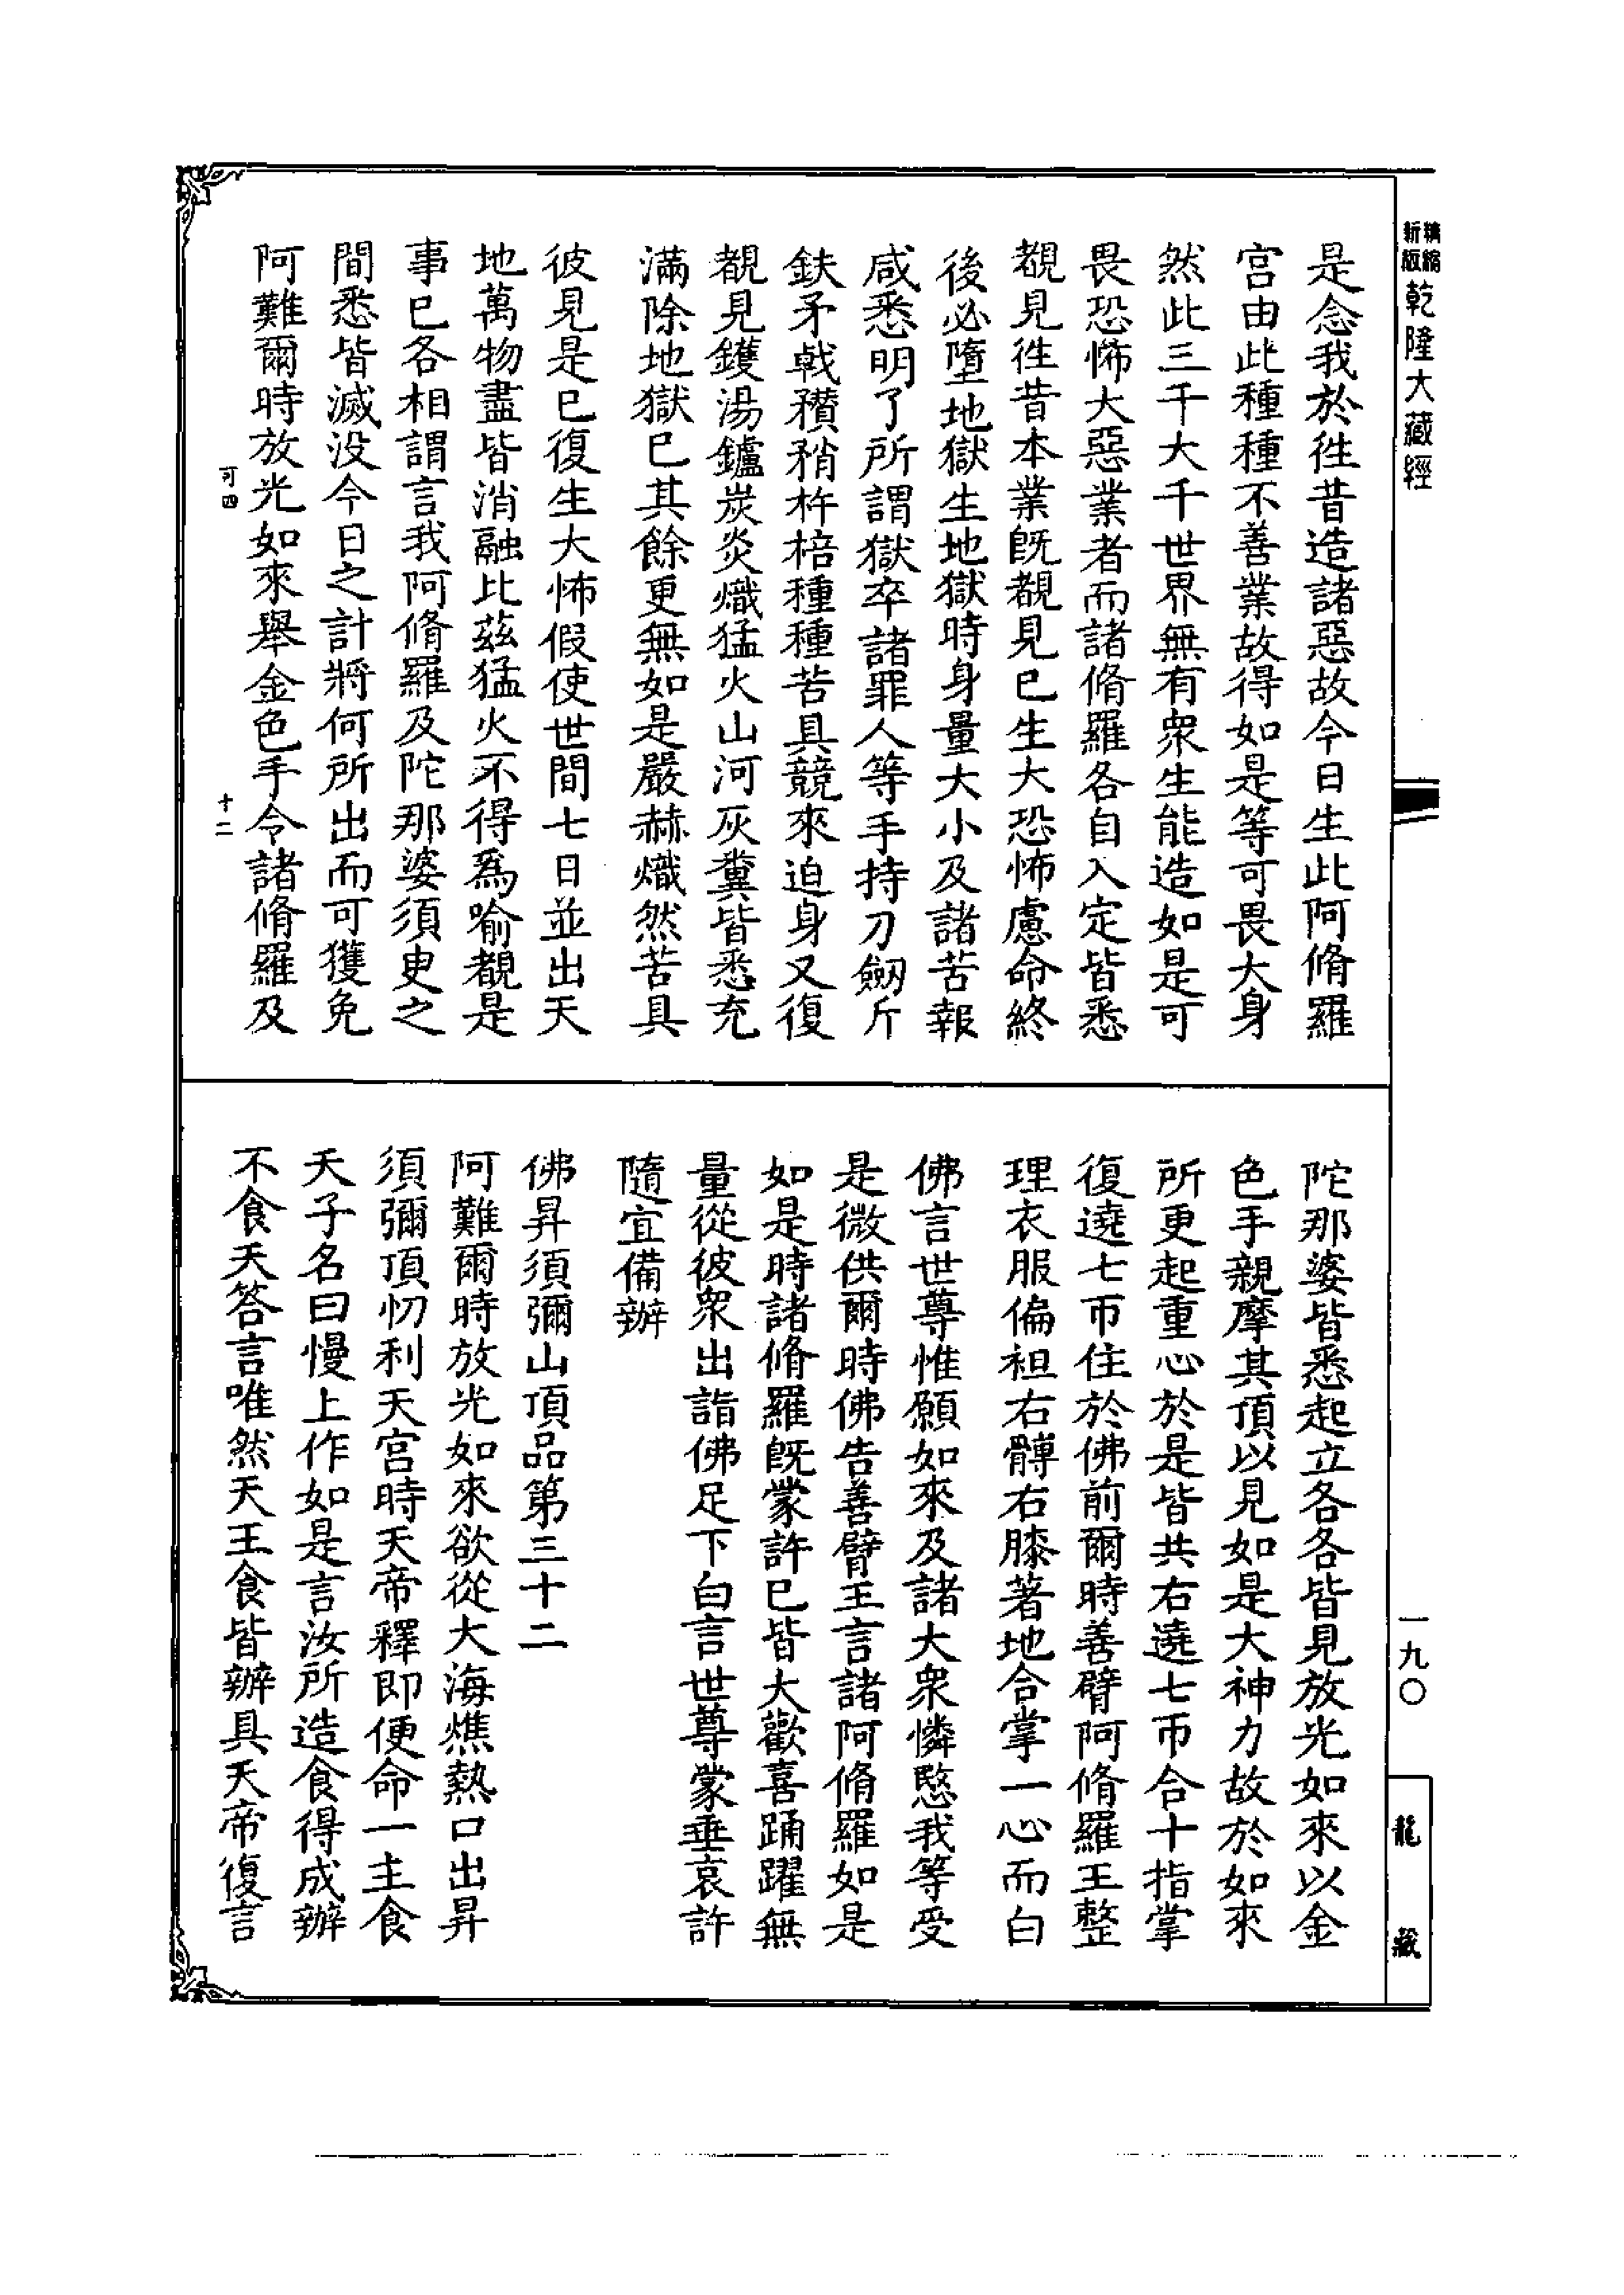 精縮新版乾隆大藏經
是念我於徃昔造諸惡故今日生此阿脩羅
宫由此種種不善業故得如是等可畏大身
然此三千大千世界無有衆生能造如是可
畏恐怖大惡業者而諸脩羅各自入定皆悉
覩見徃昔本業旣覩見已生大恐怖慮命終
後必墮地獄生地獄時身量大小及諸苦報
咸悉明了所謂獄卒諸罪人等手持刀劒斤
鈇矛戟䂎矟杵棓種種苦具競來迫身又復
覩見鑊湯鑪炭炎熾猛火山河灰糞皆悉充
滿除地獄已其餘更無如是嚴赫熾然苦具
彼見是已復生大怖假使世間七日並出天
地萬物盡皆消融比茲猛火不得爲喻覩是
事已各相謂言我阿脩羅及陀那婆須臾之
間悉皆滅没今日之計將何所出而可獲免
阿難爾時放光如來舉金色手令諸脩羅及
可四
十二
陀那婆皆悉起立各各皆見放光如來以金
色手親摩其頂以見如是大神力故於如來
所更起重心於是皆共右遶七帀合十指掌
復遶七帀住於佛前爾時善臂阿脩羅王整
理衣服偏袒右髆右膝著地合掌一心而白
佛言世尊惟願如來及諸大衆憐愍我等受
是微供爾時佛告善臂王言諸阿脩羅如是
如是時諸脩羅旣蒙許已皆大歡喜踊躍無
量從彼衆出詣佛足下白言世尊蒙垂哀許
隨宜備辦
佛昇須彌山頂品第三十二
阿難爾時放光如來欲從大海燋熱口出昇
須彌頂忉利天宫時天帝釋即便命一主食
天子名曰慢上作如是言汝所造食得成辦
不食天答言唯然天王食皆辦具天帝復言
一九〇
龍藏